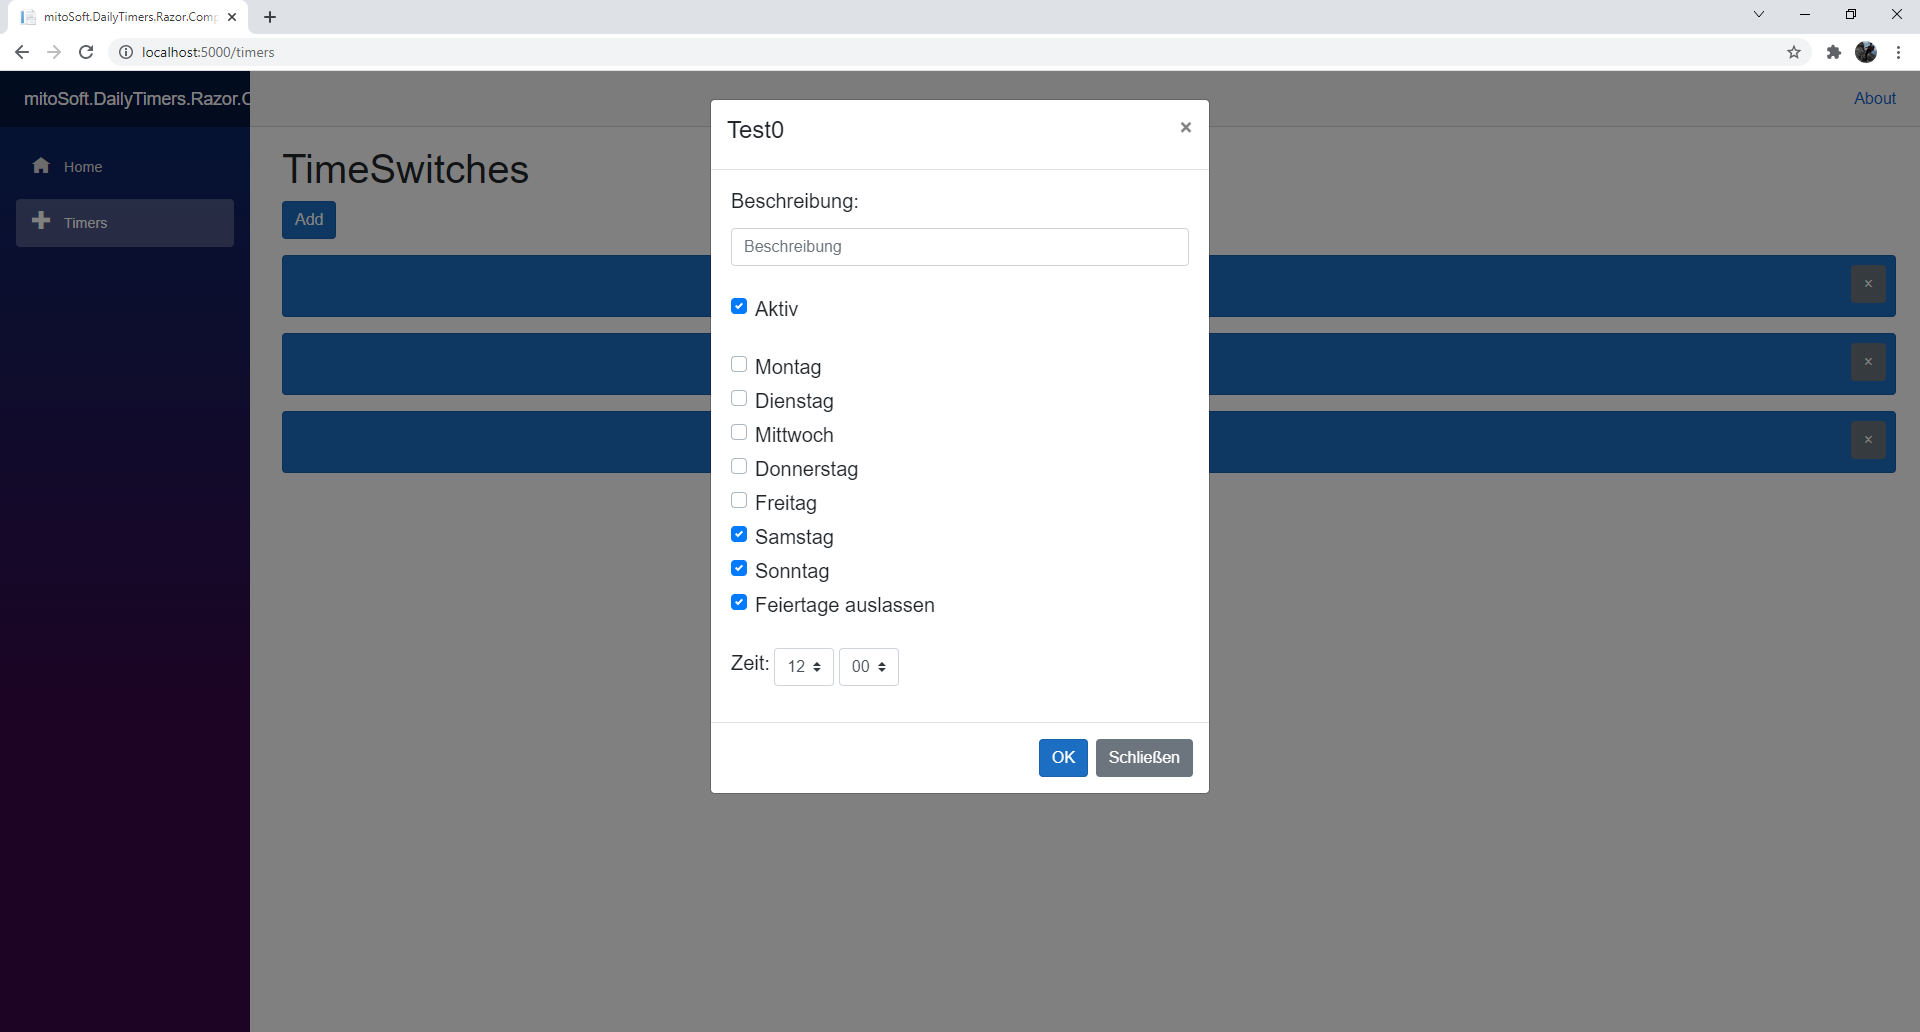 mitoSoft.DailyTimers.Razor.Comp
localhost:5000/timers
mitoSoft.DailyTimers.Razor.C
About
Home
Timers
TimeSwitches
Add
×
×
×
Test0
×
Beschreibung:
Beschreibung
Aktiv
Montag
Dienstag
Mittwoch
Donnerstag
Freitag
Samstag
Sonntag
Feiertage auslassen
Zeit: 12 00
OK Schließen